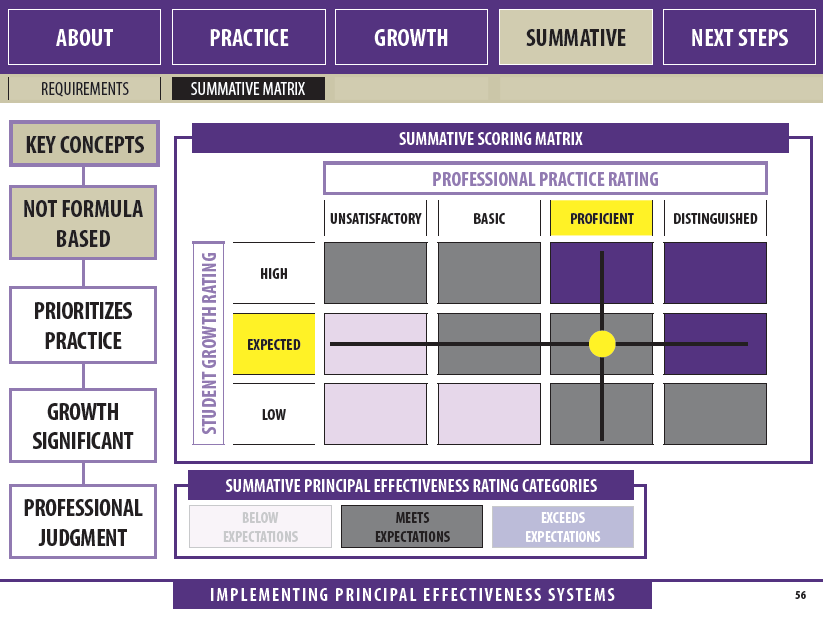 ABOUT
PRACTICE
GROWTH
SUMMATIVE
NEXT STEPS
REQUIREMENTS
SUMMATIVE MATRIX
KEY CONCEPTS
NOT FORMULA
BASED
PRIORITIZES
PRACTICE
GROWTH
SIGNIFICANT
PROFESSIONAL
JUDGMENT
SUMMATIVE SCORING MATRIX
PROFESSIONAL PRACTICE RATING
UNSATISFACTORY
BASIC
PROFICIENT
DISTINGUISHED
STUDENT GROWTH RATING
HIGH
EXPECTED
LOW
SUMMATIVE PRINCIPAL EFFECTIVENESS RATING CATEGORIES
BELOW
EXPECTATIONS
MEETS
EXPECTATIONS
EXCEEDS
EXPECTATIONS
IMPLEMENTING PRINCIPAL EFFECTIVENESS SYSTEMS
56